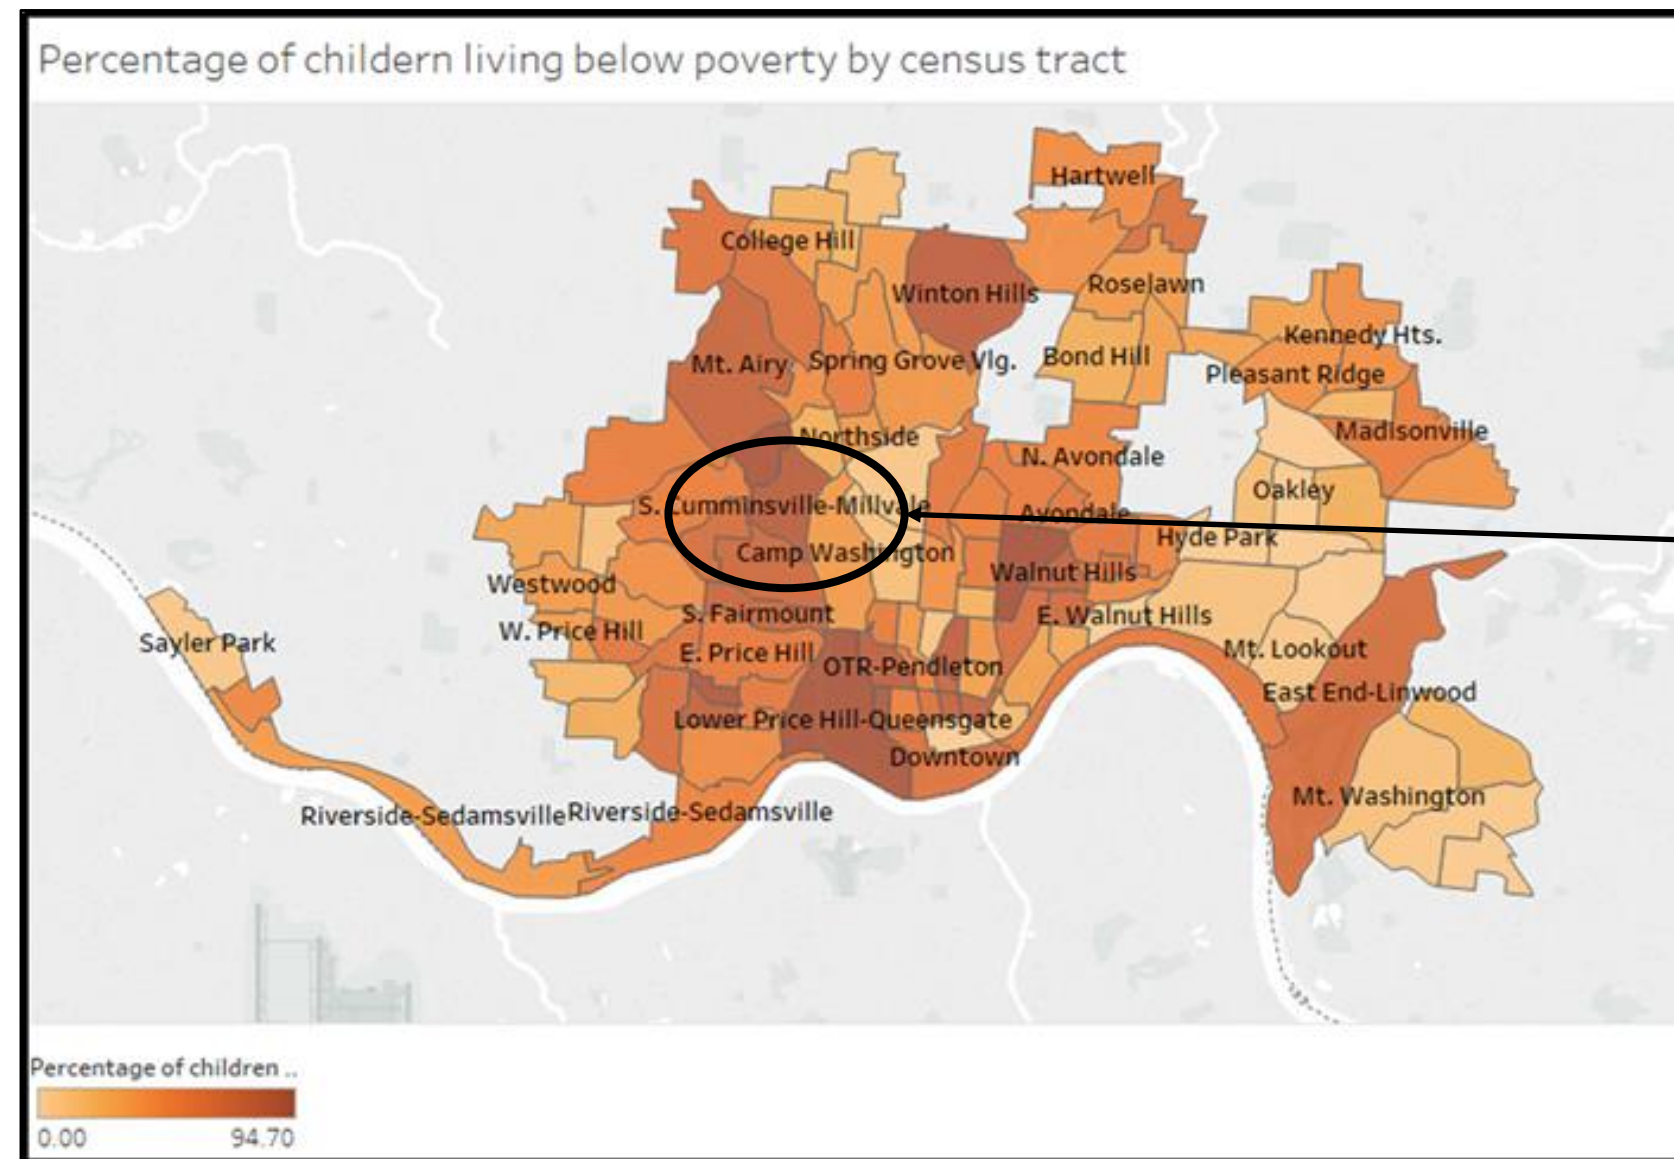 Percentage of childern living below poverty by census tract
Hartwell
College Hill
Winton Hills
Roselawn
Kennedy Hts.
Mt. Airy
Spring Grove Vlg.
Bond Hill
Pleasant Ridge
Northside
Madisonville
N. Avondale
Oakley
S. Cumminsville-Millvale
Avondale
Hyde Park
Camp Washington
Walnut Hills
Westwood
S. Fairmount
E. Walnut Hills
W. Price Hill
Sayler Park
E. Price Hill
OTR-Pendleton
Mt. Lookout
East End-Linwood
Lower Price Hill-Queensgate
Downtown
Mt. Washington
Riverside-Sedamsville
Riverside-Sedamsville
Percentage of children ..
0.00
94.70